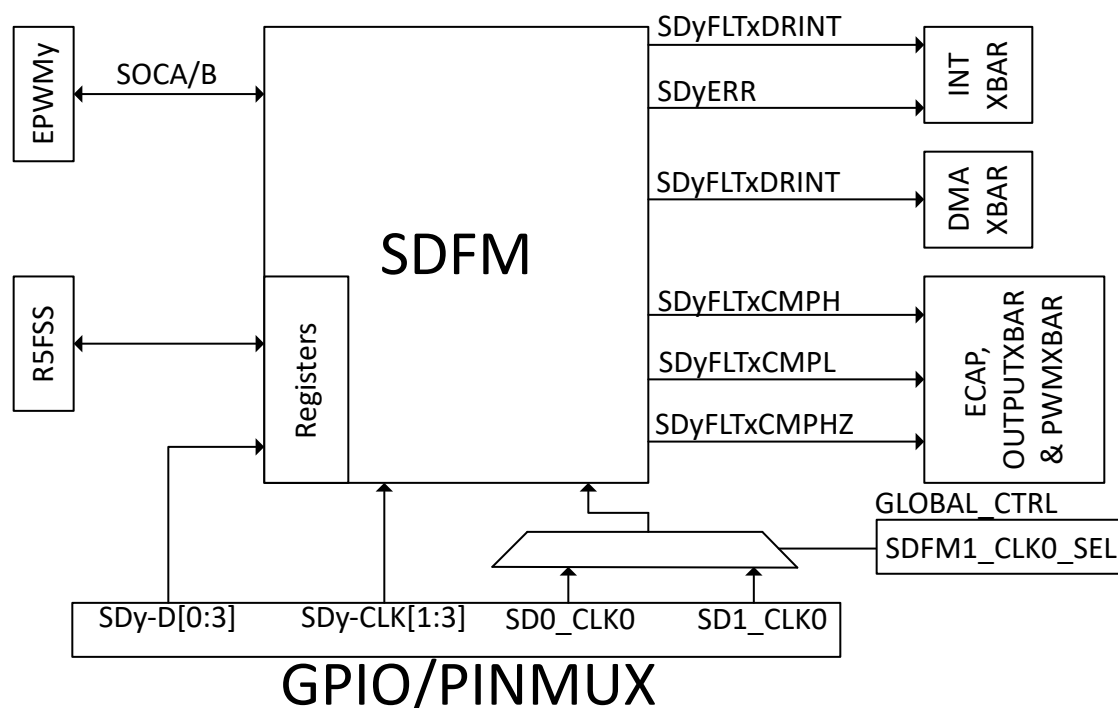 EPWMy
SOCA/B
SDFM
SDyFLTxDRINT
SDyERR
INT
XBAR
SDyFLTxDRINT
DMA
XBAR
R5FSS
Registers
SDyFLTxCMPH
SDyFLTxCMPL
SDyFLTxCMPHZ
ECAP,
OUTPUTXBAR
& PWMXBAR
GLOBAL_CTRL
SDFM1_CLK0_SEL
SDy-D[0:3]
SDy-CLK[1:3]
SD0_CLK0
SD1_CLK0
GPIO/PINMUX